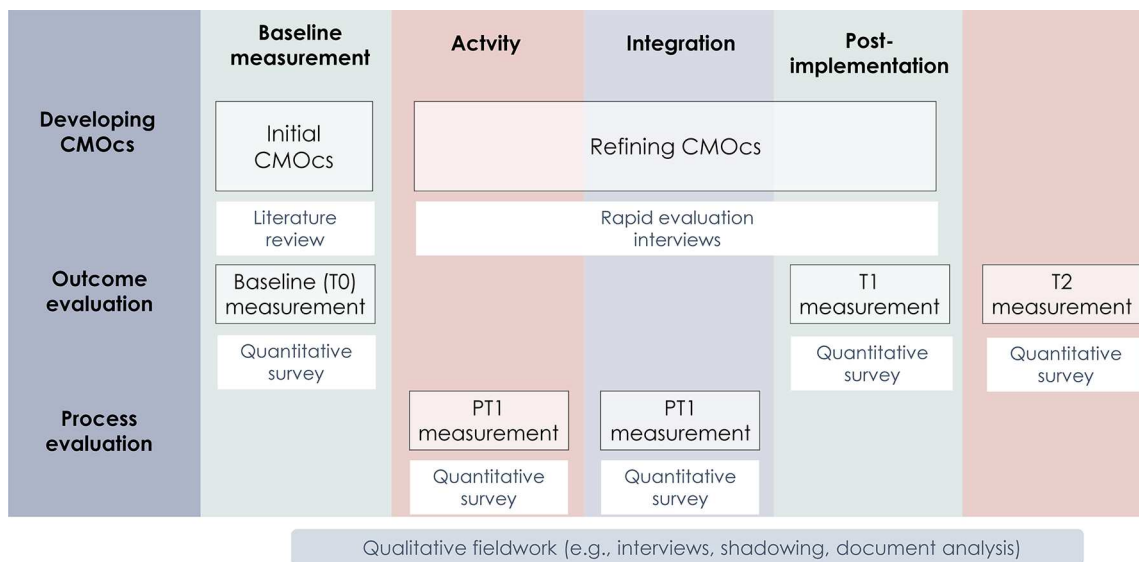 Baseline
measurement
Actvity
Integration
Post-
implementation
Developing
CMOcs
Initial
CMOcs
Refining CMOcs
Literature
review
Rapid evaluation
interviews
Outcome
evaluation
Baseline (T0)
measurement
T1
measurement
T2
measurement
Quantitative
survey
Quantitative
survey
Quantitative
survey
Process
evaluation
PT1
measurement
PT1
measurement
Quantitative
survey
Quantitative
survey
Qualitative fieldwork (e.g., interviews, shadowing, document analysis)